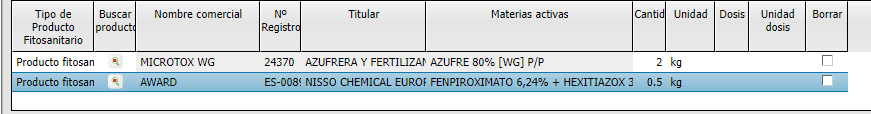 Tipo de Producto Fitosanitario Buscar producto Nombre comercial Nº Registro Titular Materias activas Cantid Unidad Dosis Unidad dosis Borrar
Producto fitosan MICROTOX WG 24370 AZUFRERA Y FERTILIZAN AZUFRE 80% [WG] P/P 2 kg
Producto fitosan AWARD ES-0089 NISSO CHEMICAL EUROP FENPIROXIMATO 6,24% + HEXITIAZOX 3 0.5 kg